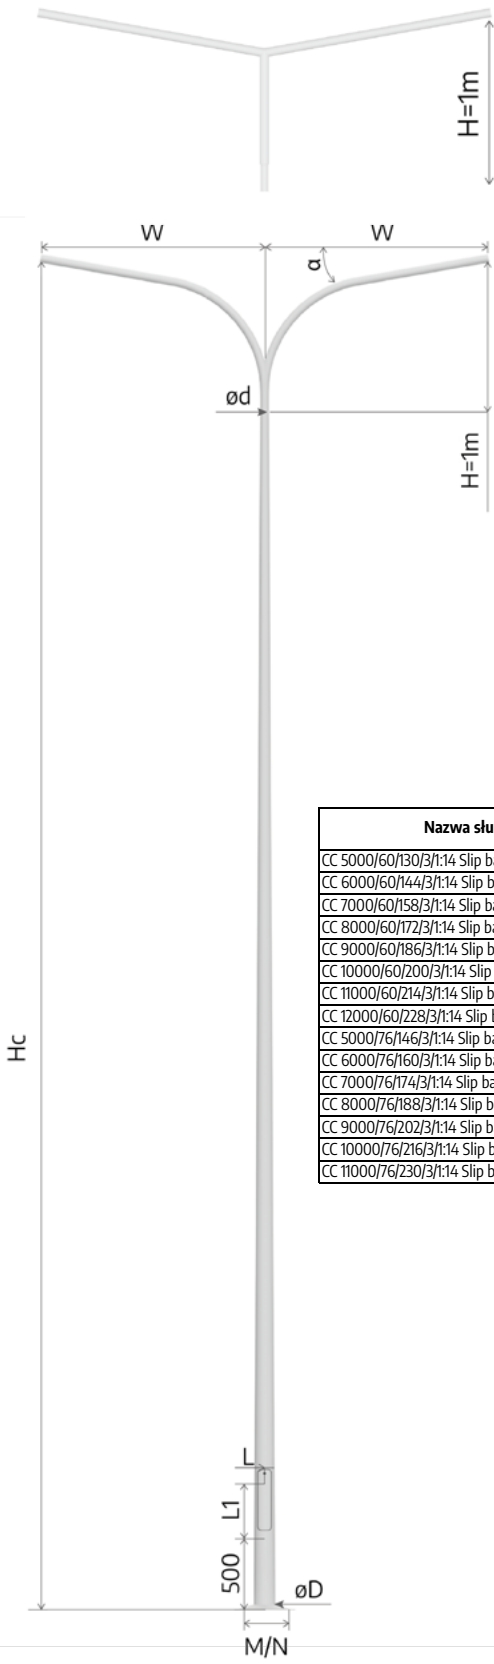 H=1m
W W
α
ød
H=1m
Nazwa słu
CC 5000/60/130/3/1:14 Slip ba
CC 6000/60/144/3/1:14 Slip b
CC 7000/60/158/3/1:14 Slip ba
CC 8000/60/172/3/1:14 Slip ba
CC 9000/60/186/3/1:14 Slip b
CC 10000/60/200/3/1:14 Slip
CC 11000/60/214/3/1:14 Slip b
CC 12000/60/228/3/1:14 Slip b
CC 5000/76/146/3/1:14 Slip ba
CC 6000/76/160/3/1:14 Slip ba
CC 7000/76/174/3/1:14 Slip ba
CC 8000/76/188/3/1:14 Slip b
CC 9000/76/202/3/1:14 Slip b
CC 10000/76/216/3/1:14 Slip b
CC 11000/76/230/3/1:14 Slip b
Hc
L
L1
500
øD
M/N